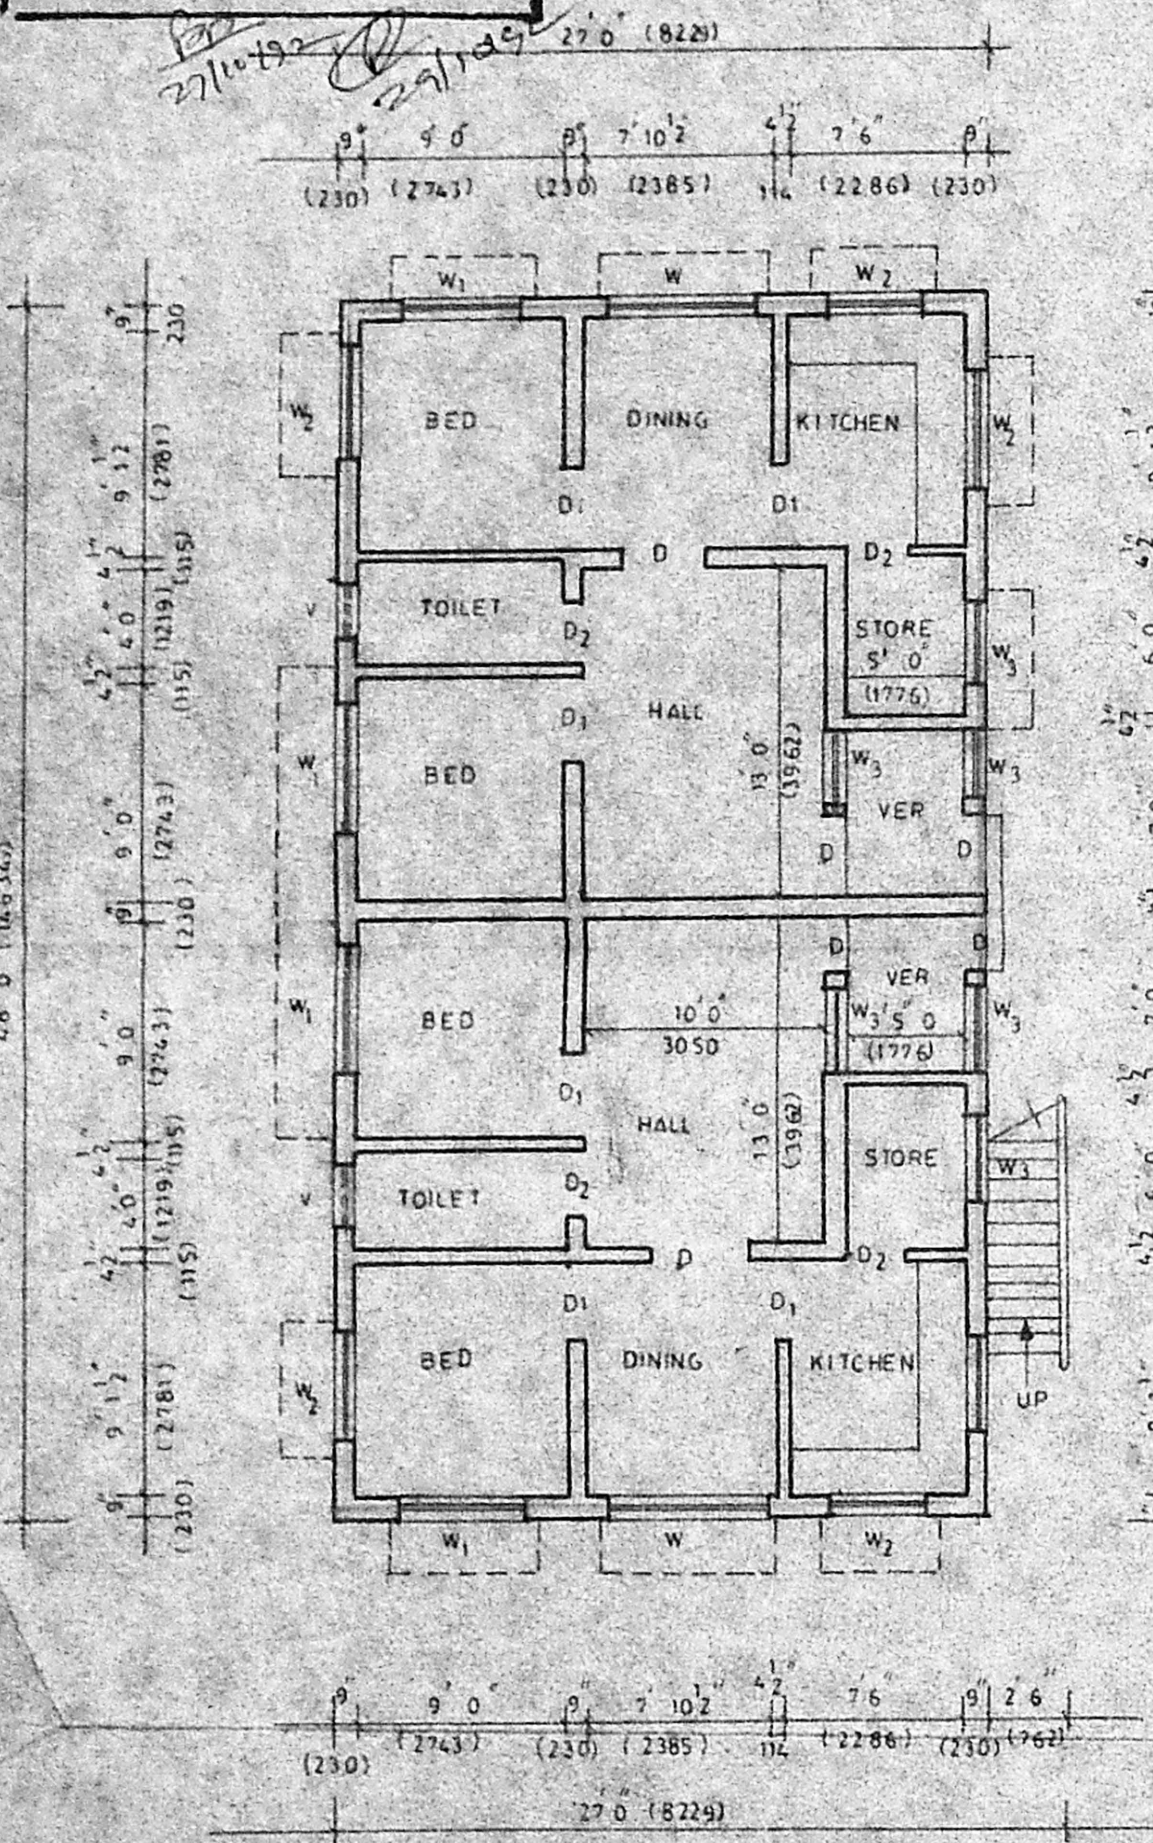 27/10/92 29/10/92
27'0" (8229)
9" 9'0" 9" 7'10½" 4½" 7'6" 9"
(230) (2743) (230) (2385) 114 (2286) (230)
W1 W W2
9" 230
W2 BED DINING KITCHEN W2
9'1½" (2781)
D1 D1
4½" (115) D D2
V TOILET STORE W3
4'0" (1219) D2 5'0"
4½" (115) (1776)
D1 HALL
13'0" (3962)
W1 BED W3 W3
VER
9'0" (2743) D D
9" (230)
D D
VER
W1 BED 10'0" W3 5'0" W3
9'0" (2743) 3050 (1776)
D1
HALL 13'0" (3962)
4½" (115) STORE W3
V TOILET D2
4'0" (1219)
4½" (115) D D2
D1 D1
BED DINING KITCHEN
W2 UP
9'1½" (2781)
9" (230)
W1 W W2
9" 9'0" 9" 7'10½" 4½" 7'6" 9" 2'6"
(230) (2743) (230) (2385) 114 (2286) (230) (762)
27'0" (8229)